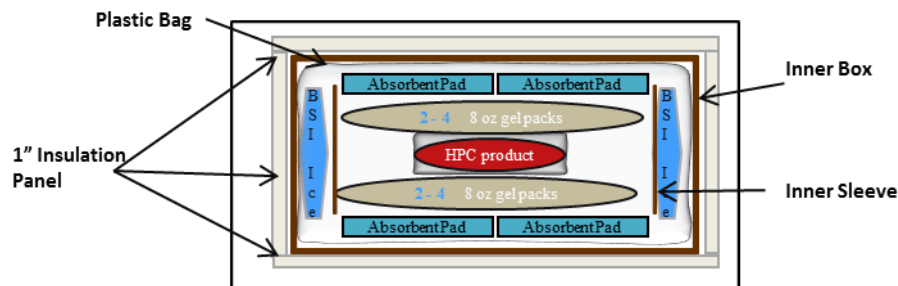 Plastic Bag
AbsorbentPad AbsorbentPad
Inner Box
B S I I c e
2 - 4 8 oz gel packs
B S I I c e
HPC product
1” Insulation
Panel
2 - 4 8 oz gel packs
Inner Sleeve
AbsorbentPad AbsorbentPad